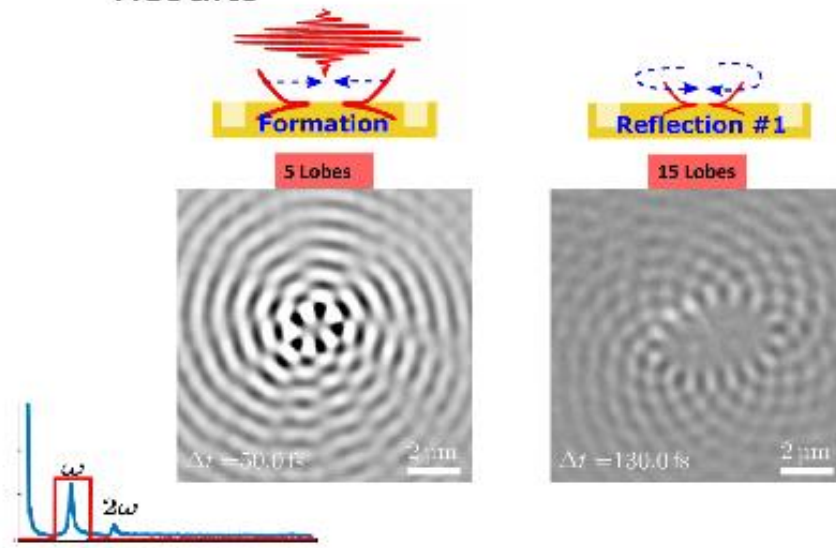 Formation
Reflection #1
5 Lobes
15 Lobes
Δt =50.0 fs
2 μm
Δt =130.0 fs
2 μm
ω
2ω